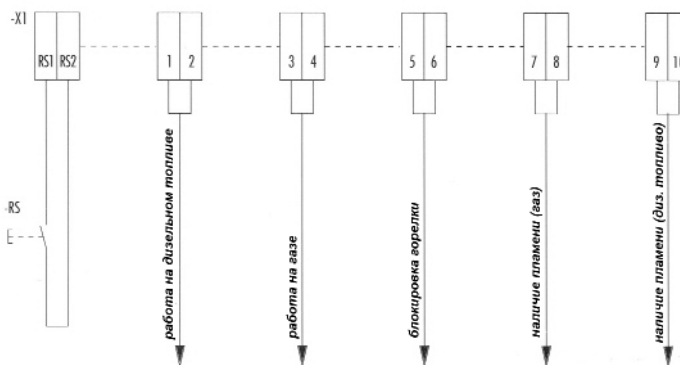 -X1
RS1 RS2 1 2 3 4 5 6 7 8 9 10
-RS
работа на дизельном топливе
работа на газе
блокировка горелки
наличие пламени (газ)
наличие пламени (диз. топливо)